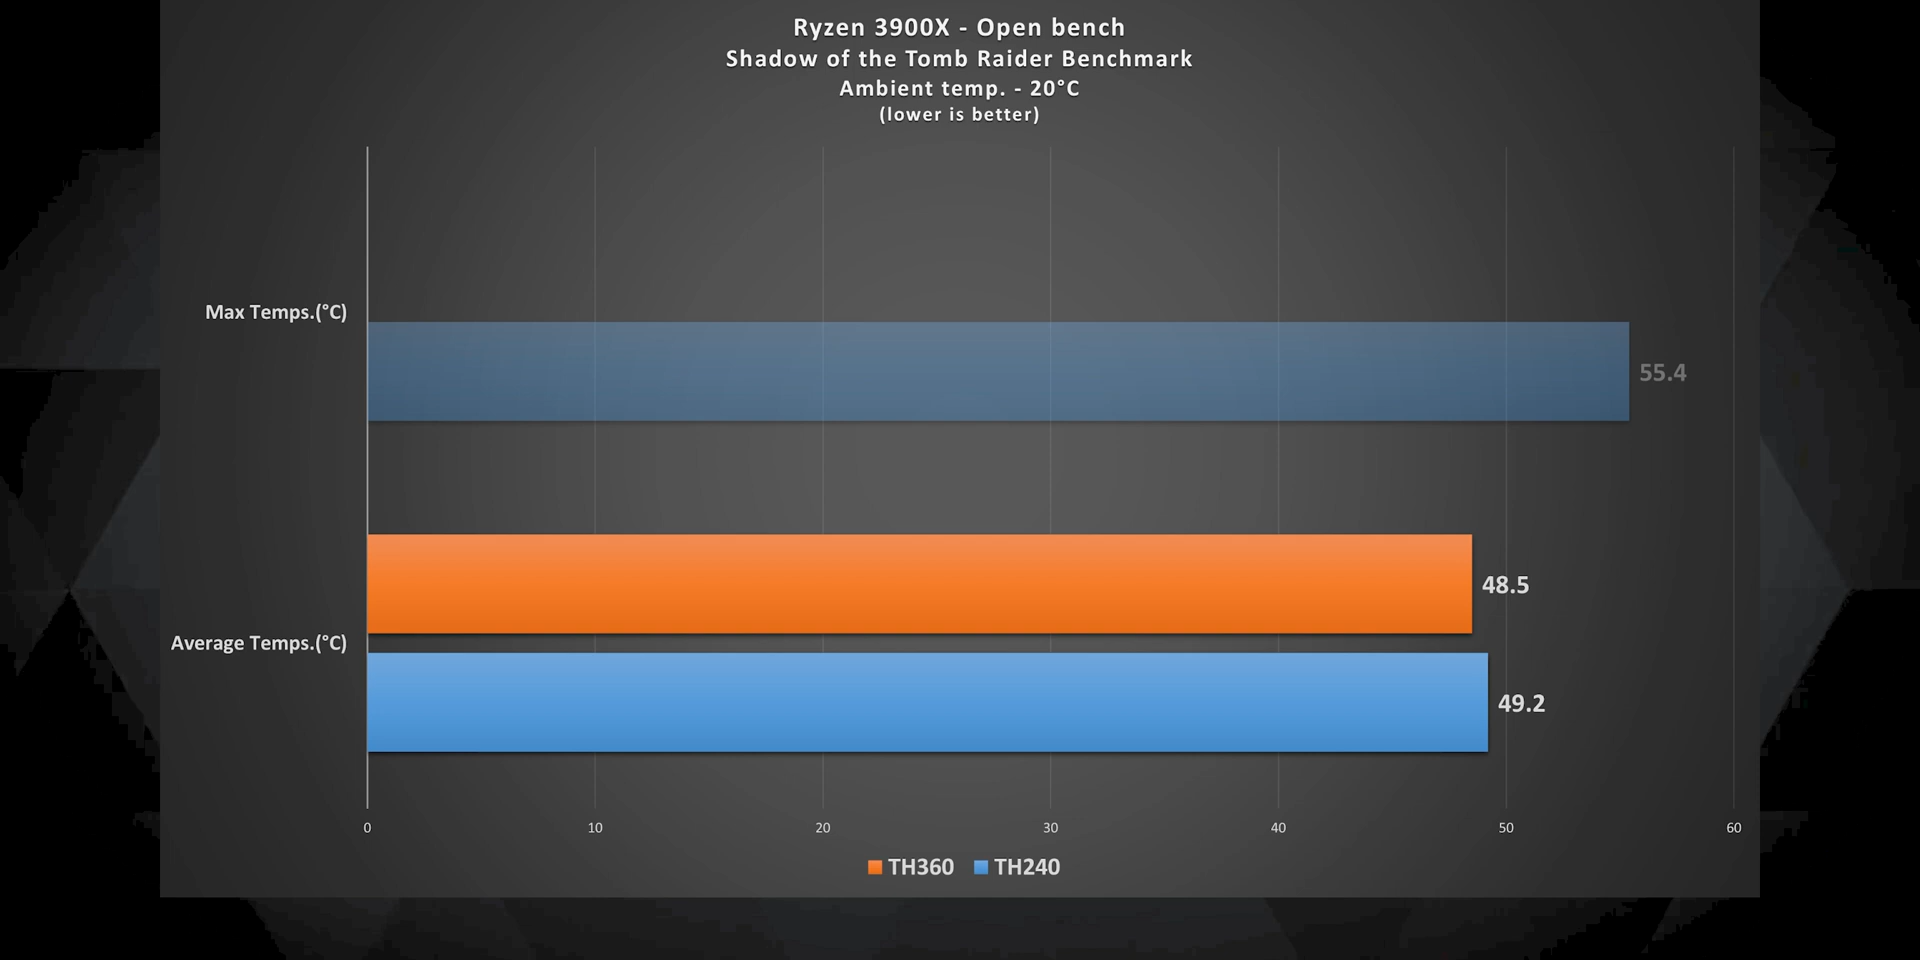 Ryzen 3900X - Open bench
Shadow of the Tomb Raider Benchmark
Ambient temp. - 20°C
(lower is better)
Max Temps.(°C)
55.4
48.5
Average Temps.(°C)
49.2
0 10 20 30 40 50 60
TH360 TH240